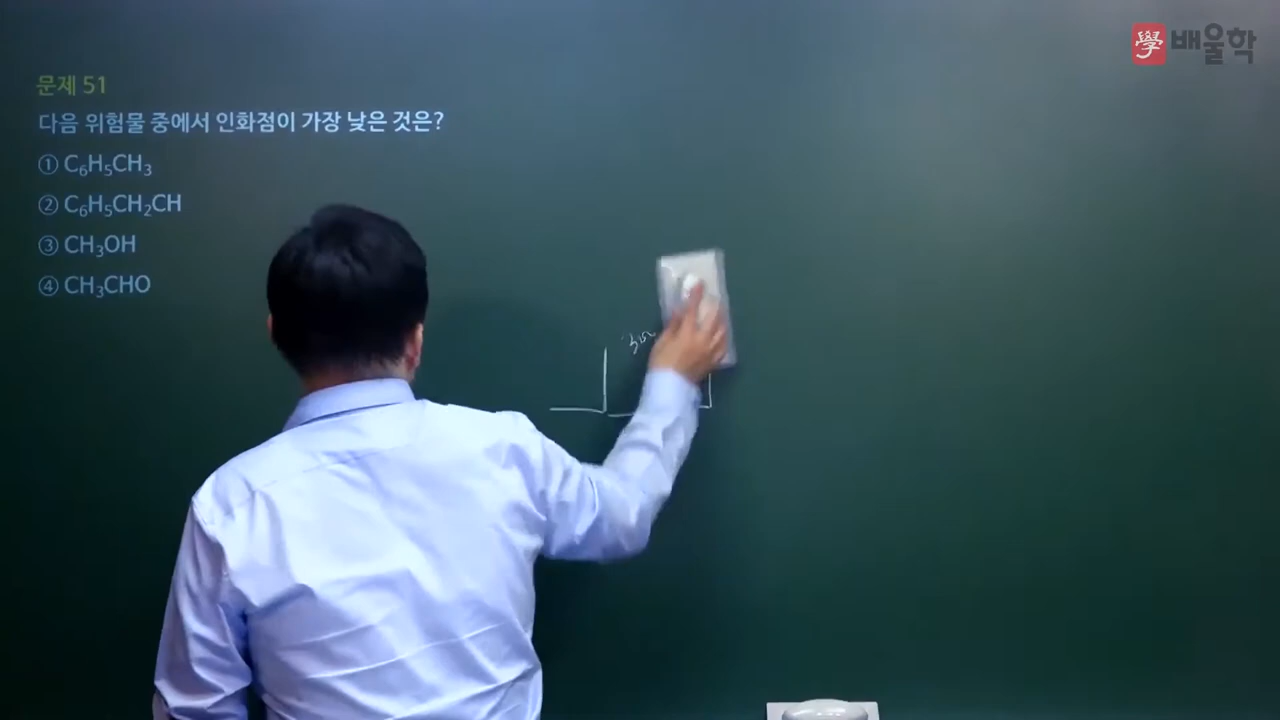 學 배울학
문제 51
다음 위험물 중에서 인화점이 가장 낮은 것은?
① C₆H₅CH₃
② C₆H₅CH₂CH
③ CH₃OH
④ CH₃CHO